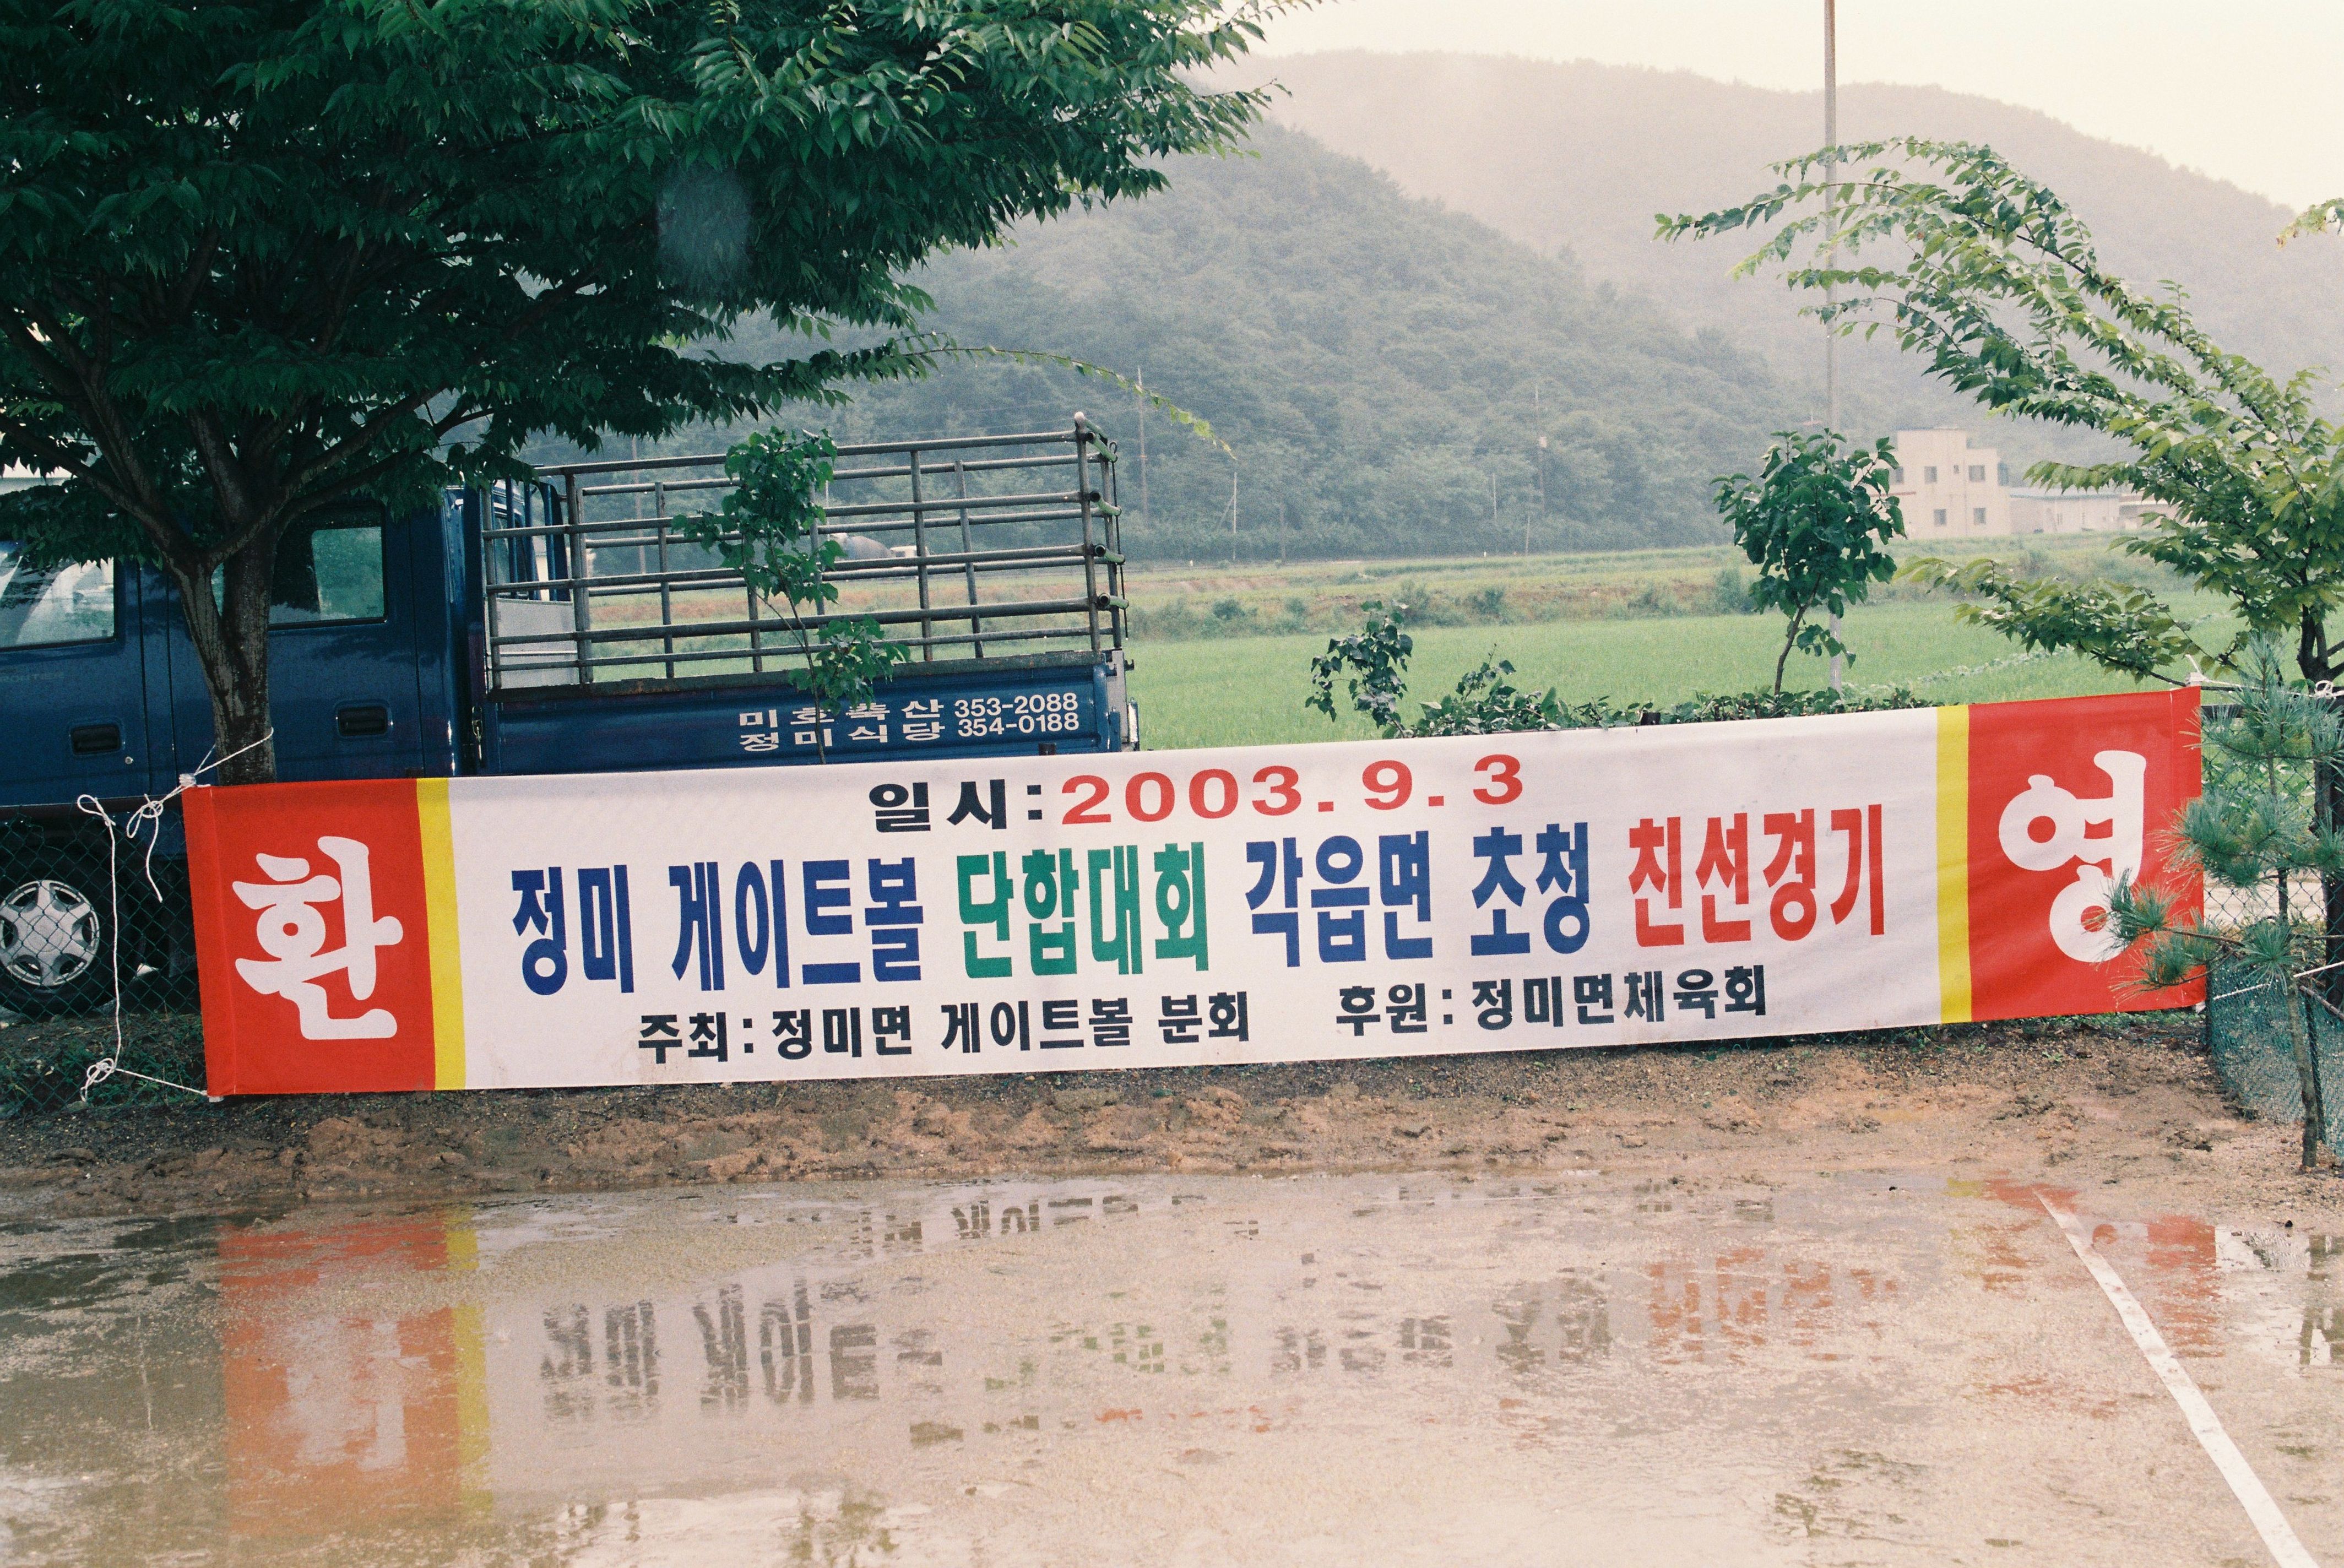 미호축산 353-2088
정미식당 354-0188
환영
일시:2003.9.3
정미 게이트볼 단합대회 각읍면 초청 친선경기
주최:정미면 게이트볼 분회 후원:정미면체육회